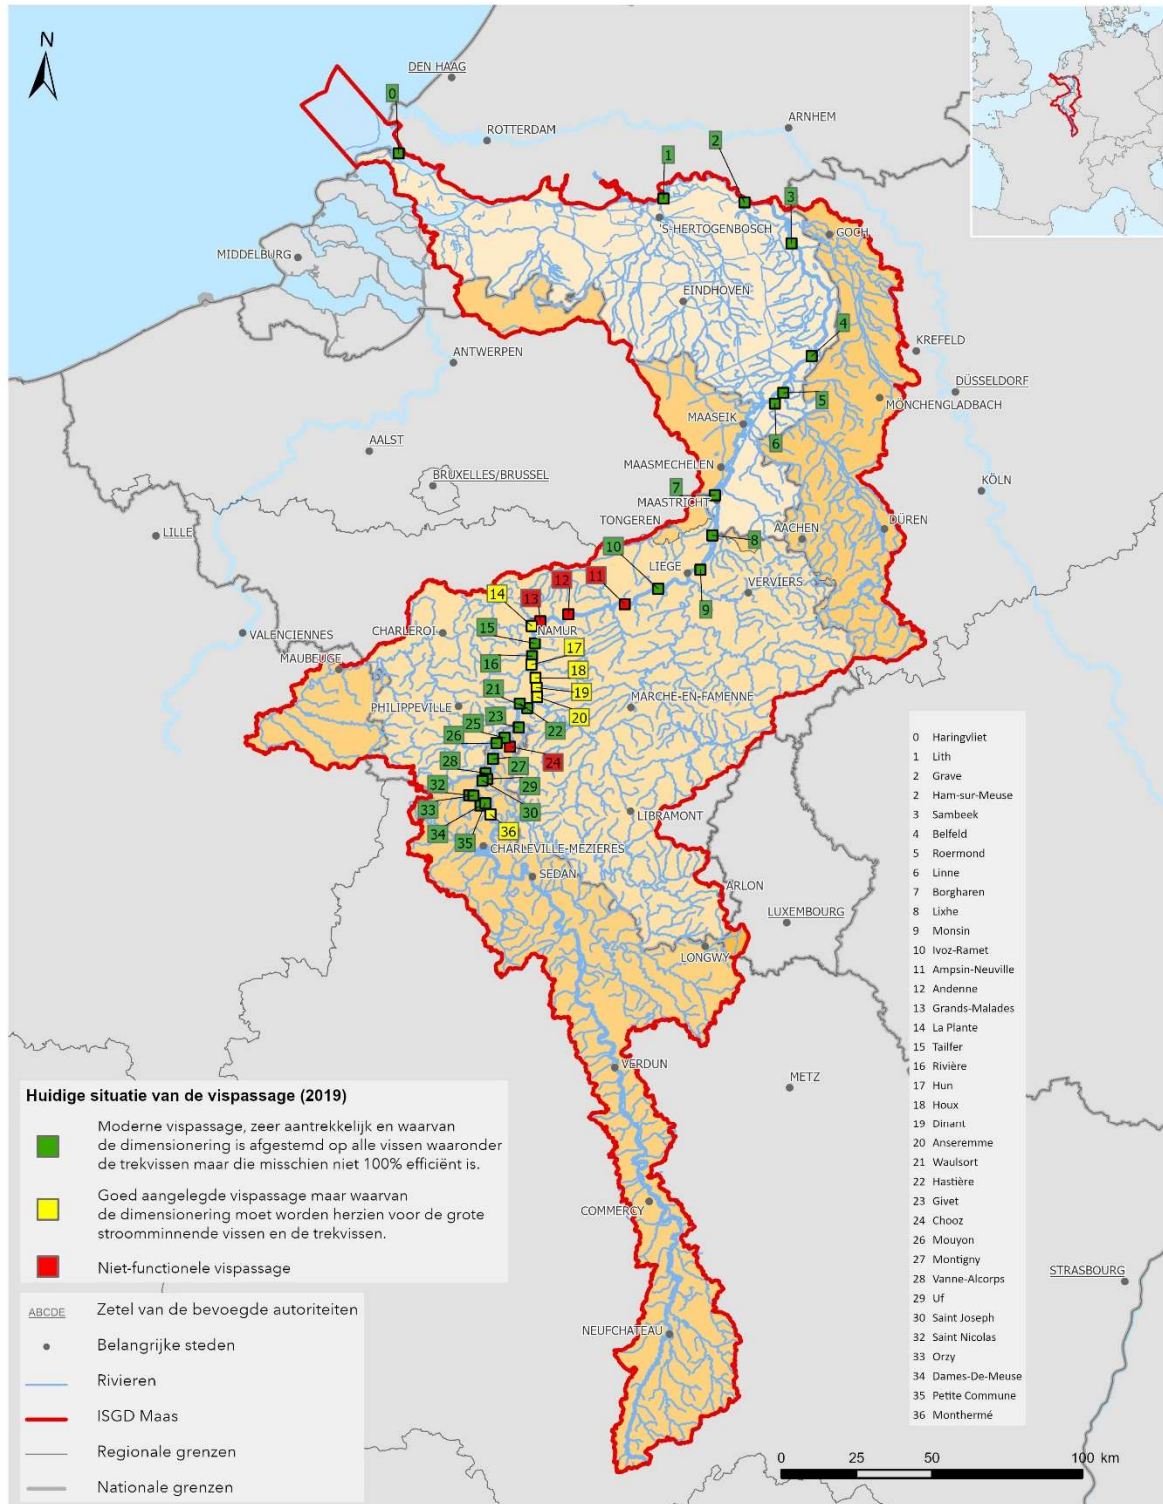 N
DEN HAAG
0
ROTTERDAM
ARNHEM
1
2
3
'S-HERTOGENBOSCH
GOCH
MIDDELBURG
EINDHOVEN
4
KREFELD
ANTWERPEN
DÜSSELDORF
5
MÖNCHENGLADBACH
MAASEIK
6
AALST
MAASMECHELEN
BRUXELLES/BRUSSEL
7
KÖLN
MAASTRICHT
TONGEREN
LILLE
AACHEN
DÜREN
10
8
LIEGE
VERVIERS
11
12
13
14
9
15
NAMUR
CHARLEROI
VALENCIENNES
17
MAUBEUGE
16
18
21
19
MARCHE-EN-FAMENNE
PHILIPPEVILLE
23
20
25
22
26
28
27
24
32
29
33
30
LIBRAMONT
34
36
35
CHARLEVILLE-MEZIERES
SEDAN
ARLON
LUXEMBOURG
LONGWY
VERDUN
METZ
COMMERCY
STRASBOURG
NEUFCHATEAU
0 Haringvliet
1 Lith
2 Grave
2 Ham-sur-Meuse
3 Sambeek
4 Belfeld
5 Roermond
6 Linne
7 Borgharen
8 Lixhe
9 Monsin
10 Ivoz-Ramet
11 Ampsin-Neuville
12 Andenne
13 Grands-Malades
14 La Plante
15 Tailfer
16 Rivière
17 Hun
18 Houx
19 Dinant
20 Anseremme
21 Waulsort
22 Hastière
23 Givet
24 Chooz
26 Mouyon
27 Montigny
28 Vanne-Alcorps
29 Uf
30 Saint Joseph
32 Saint Nicolas
33 Orzy
34 Dames-De-Meuse
35 Petite Commune
36 Monthermé
Huidige situatie van de vispassage (2019)
Moderne vispassage, zeer aantrekkelijk en waarvan
de dimensionering is afgestemd op alle vissen waaronder
de trekvissen maar die misschien niet 100% efficiënt is.
Goed aangelegde vispassage maar waarvan
de dimensionering moet worden herzien voor de grote
stroomminnende vissen en de trekvissen.
Niet-functionele vispassage
ABCDE Zetel van de bevoegde autoriteiten
Belangrijke steden
Rivieren
ISGD Maas
Regionale grenzen
Nationale grenzen
0 25 50 100 km